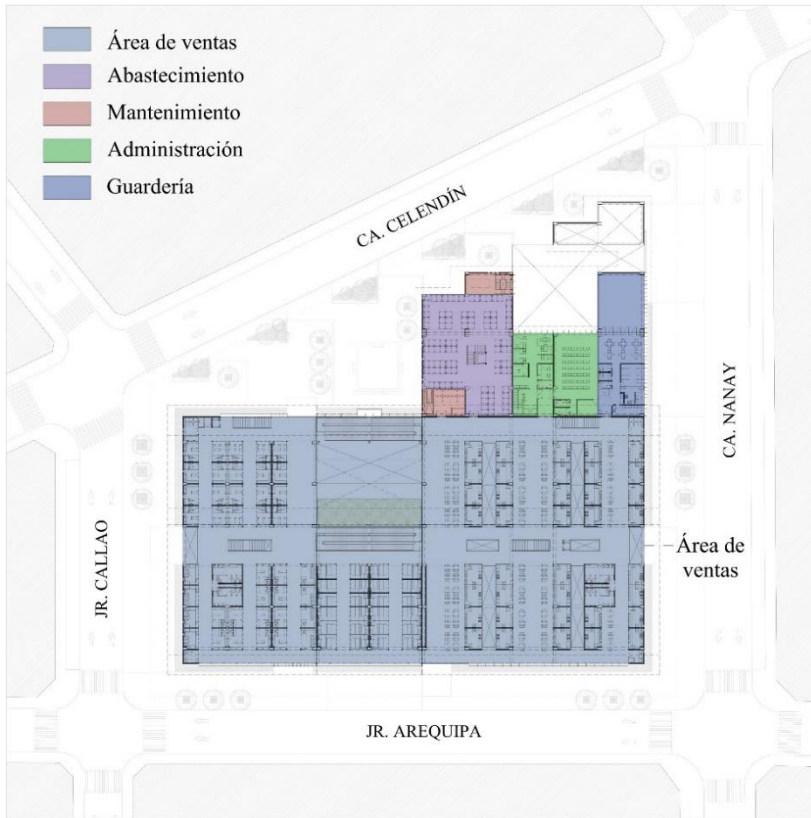 Área de ventas
Abastecimiento
Mantenimiento
Administración
Guardería
CA. CELENDÍN
CA. NANAY
JR. CALLAO
Área de
ventas
JR. AREQUIPA